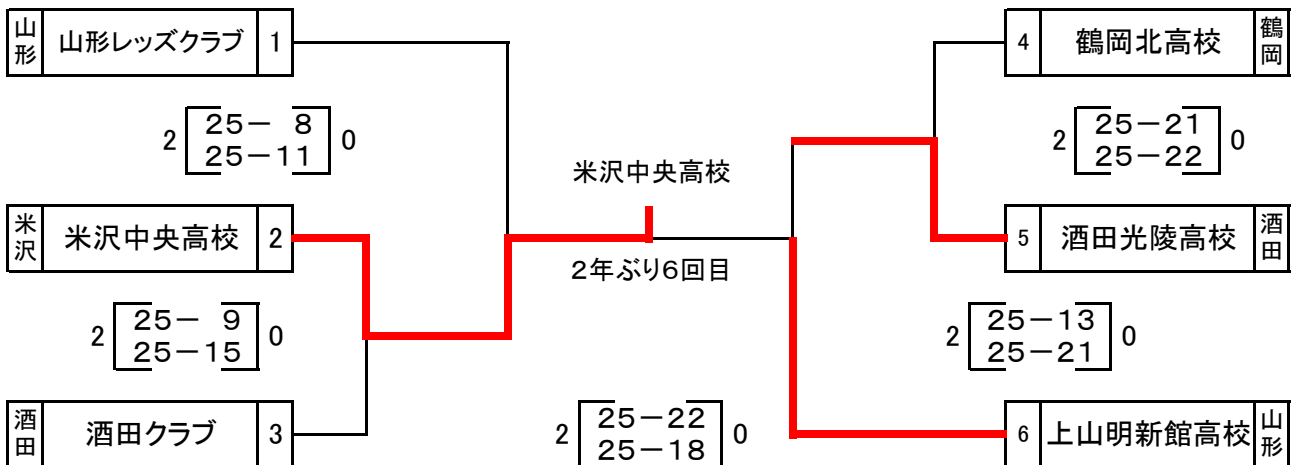 山形 山形レッズクラブ 1
4 鶴岡北高校 鶴岡
2 25－ 8 0
25－11
2 25－21 0
25－22
米沢中央高校
米沢 米沢中央高校 2
5 酒田光陵高校 酒田
2年ぶり6回目
2 25－ 9 0
25－15
2 25－13 0
25－21
酒田 酒田クラブ 3
2 25－22 0
25－18
6 上山明新館高校 山形